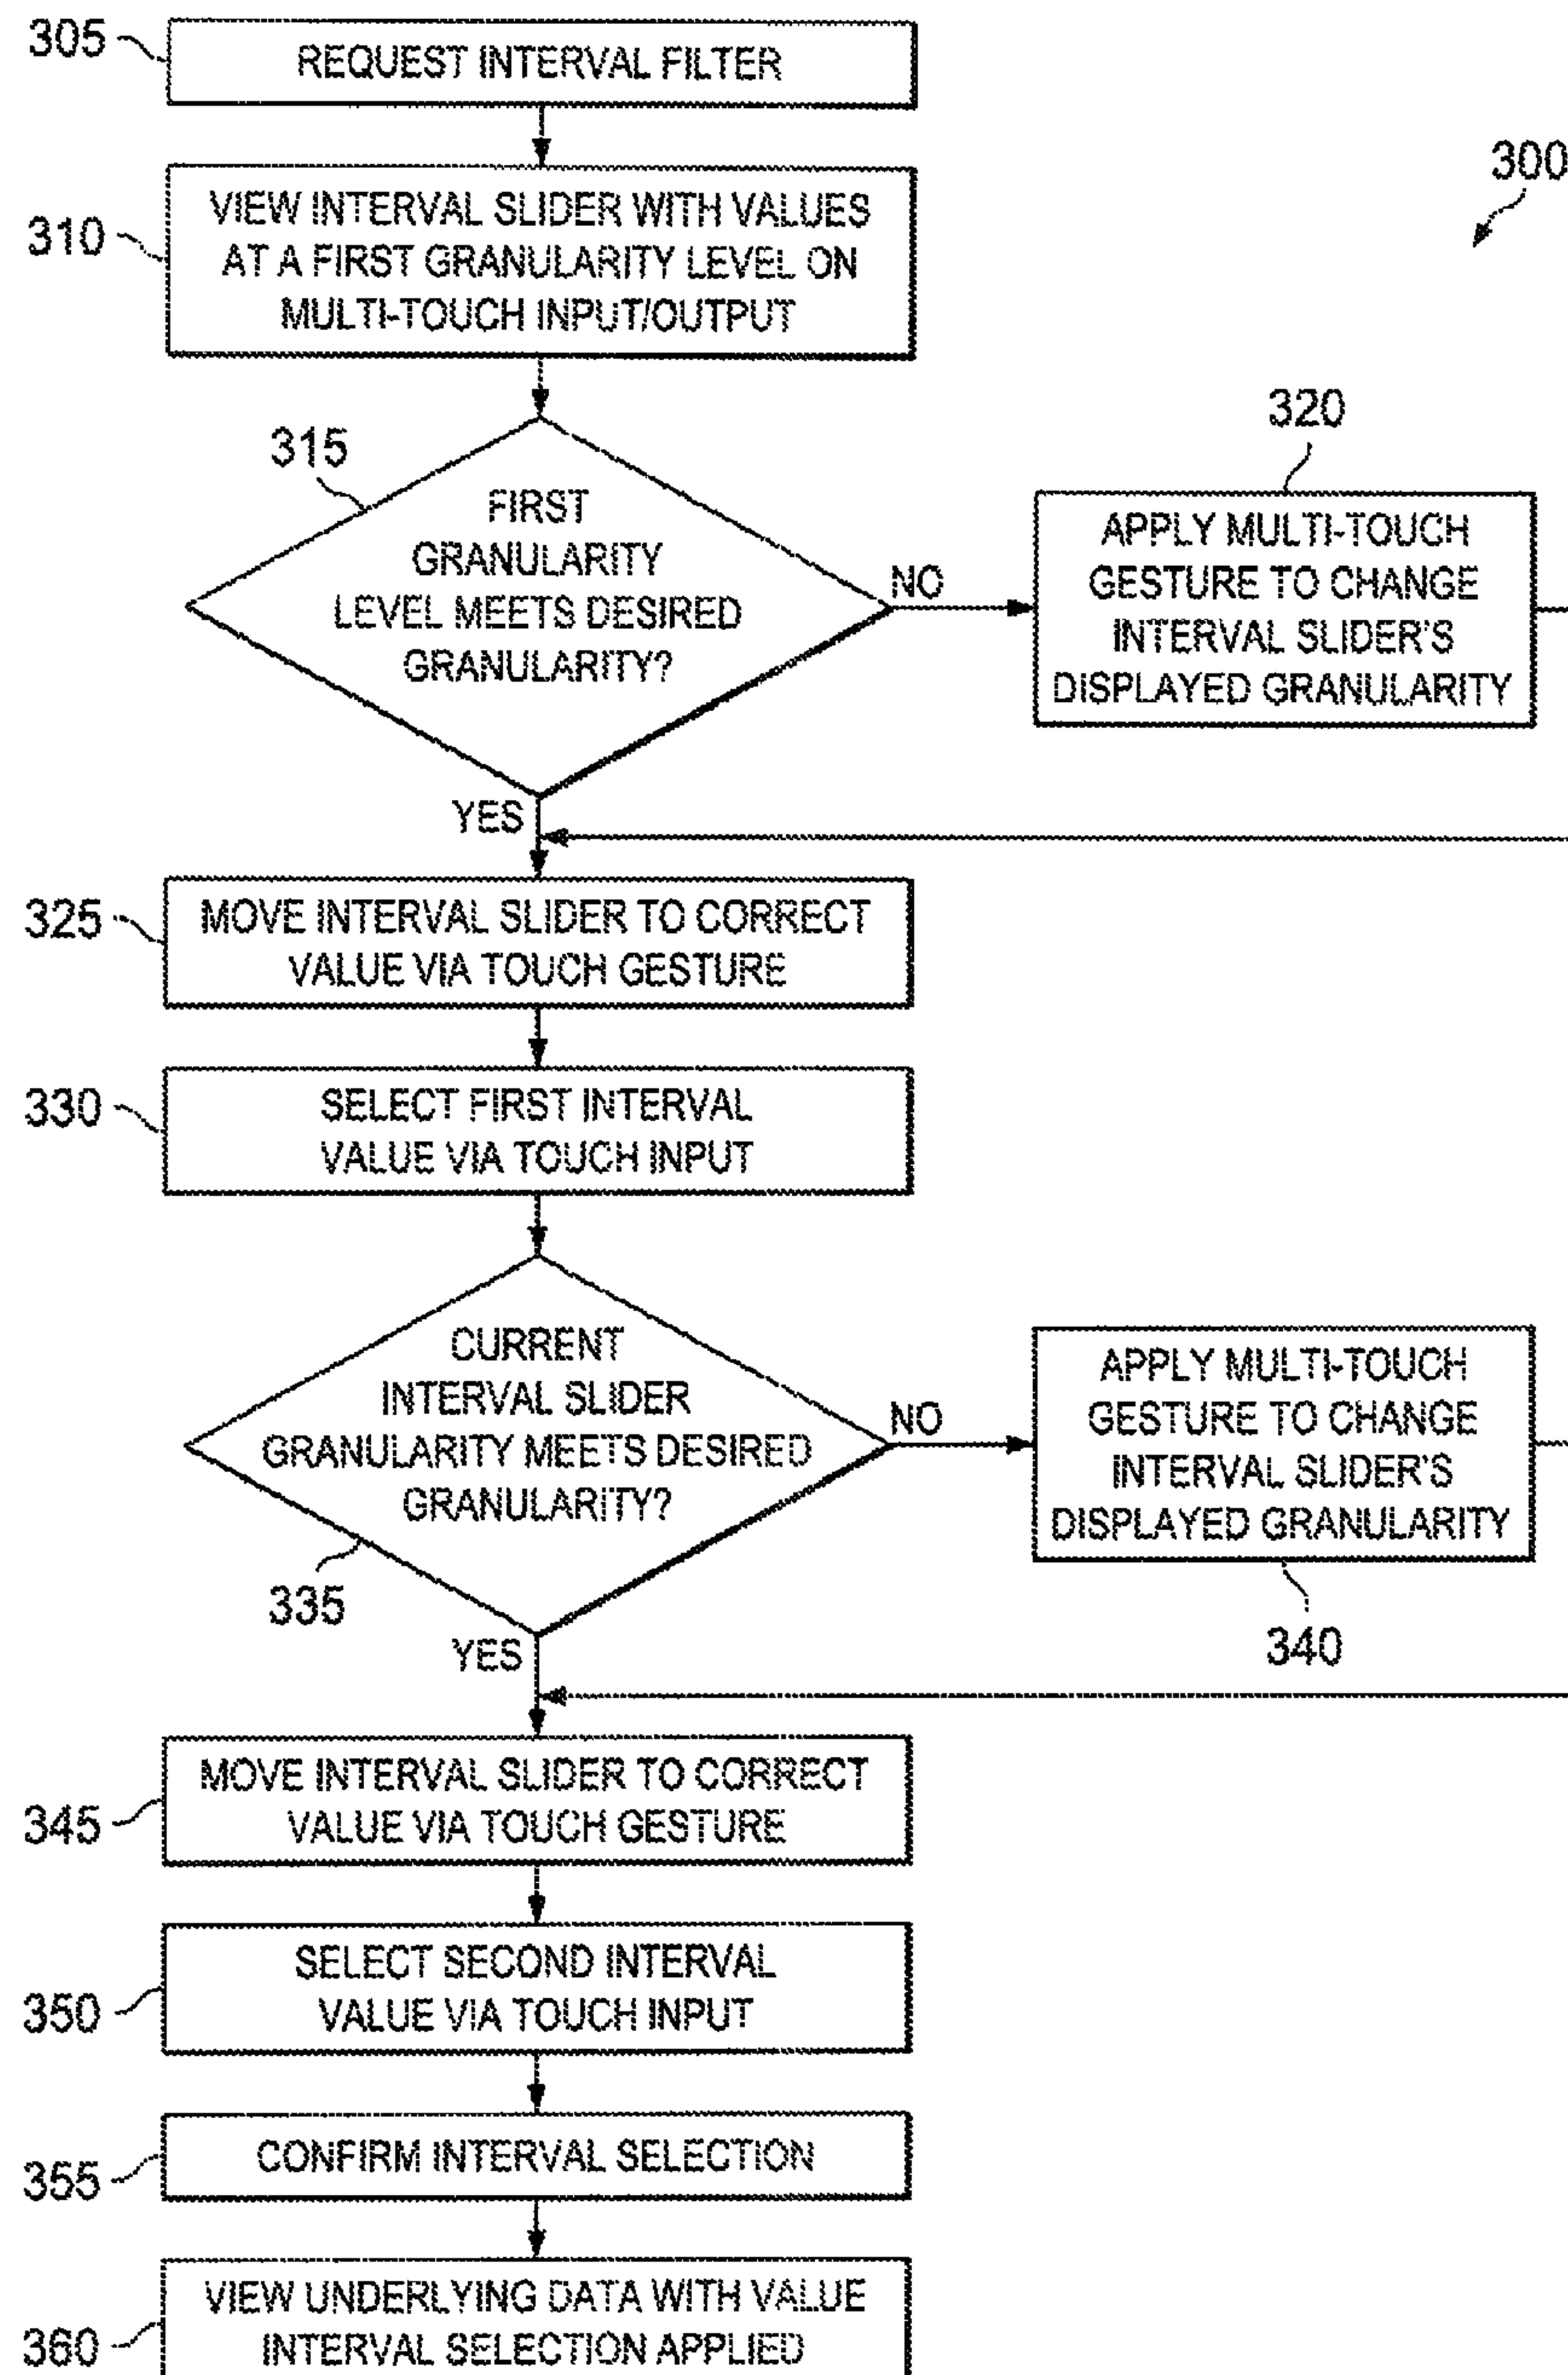 305
REQUEST INTERVAL FILTER
300
310
VIEW INTERVAL SLIDER WITH VALUES
AT A FIRST GRANULARITY LEVEL ON
MULTI-TOUCH INPUT/OUTPUT
315
FIRST
GRANULARITY
LEVEL MEETS DESIRED
GRANULARITY?
NO
320
APPLY MULTI-TOUCH
GESTURE TO CHANGE
INTERVAL SLIDER'S
DISPLAYED GRANULARITY
YES
325
MOVE INTERVAL SLIDER TO CORRECT
VALUE VIA TOUCH GESTURE
330
SELECT FIRST INTERVAL
VALUE VIA TOUCH INPUT
CURRENT
INTERVAL SLIDER
GRANULARITY MEETS DESIRED
GRANULARITY?
335
NO
APPLY MULTI-TOUCH
GESTURE TO CHANGE
INTERVAL SLIDER'S
DISPLAYED GRANULARITY
340
YES
345
MOVE INTERVAL SLIDER TO CORRECT
VALUE VIA TOUCH GESTURE
350
SELECT SECOND INTERVAL
VALUE VIA TOUCH INPUT
355
CONFIRM INTERVAL SELECTION
360
VIEW UNDERLYING DATA WITH VALUE
INTERVAL SELECTION APPLIED